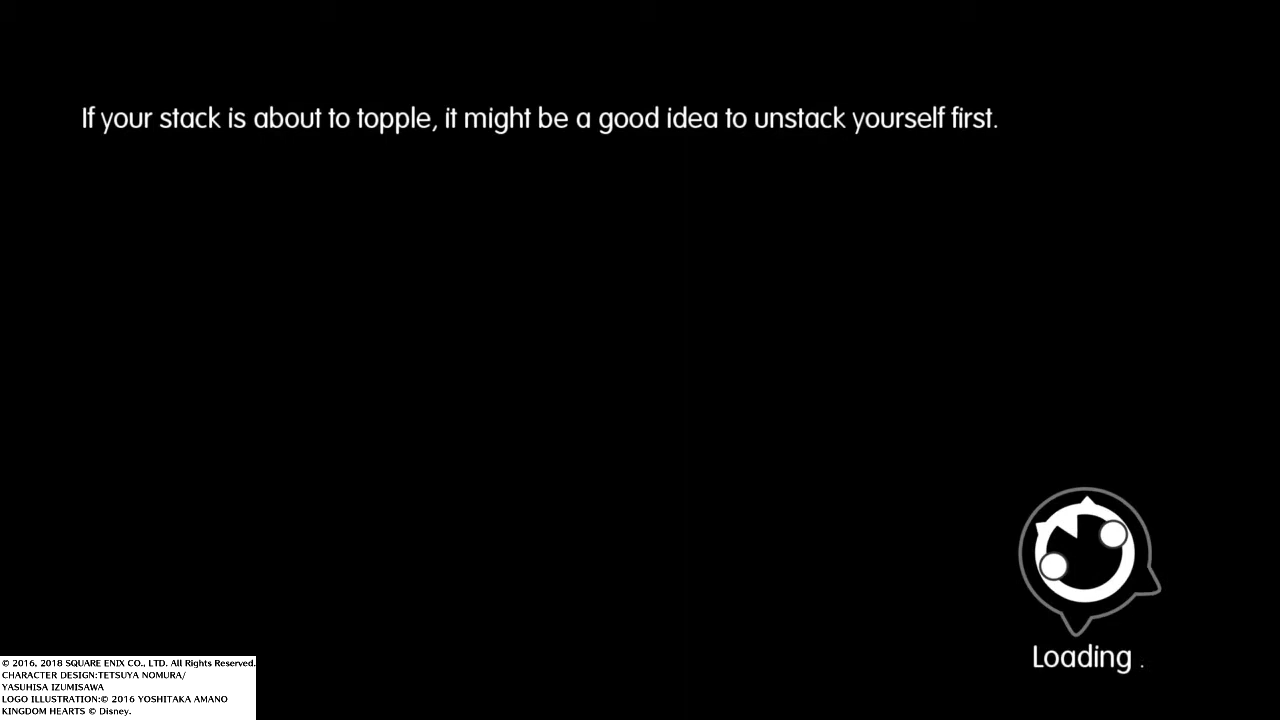 If your stack is about to topple, it might be a good idea to unstack yourself first.
Loading .
© 2016, 2018 SQUARE ENIX CO., LTD. All Rights Reserved.
CHARACTER DESIGN:TETSUYA NOMURA/
YASUHISA IZUMISAWA
LOGO ILLUSTRATION:© 2016 YOSHITAKA AMANO
KINGDOM HEARTS © Disney.